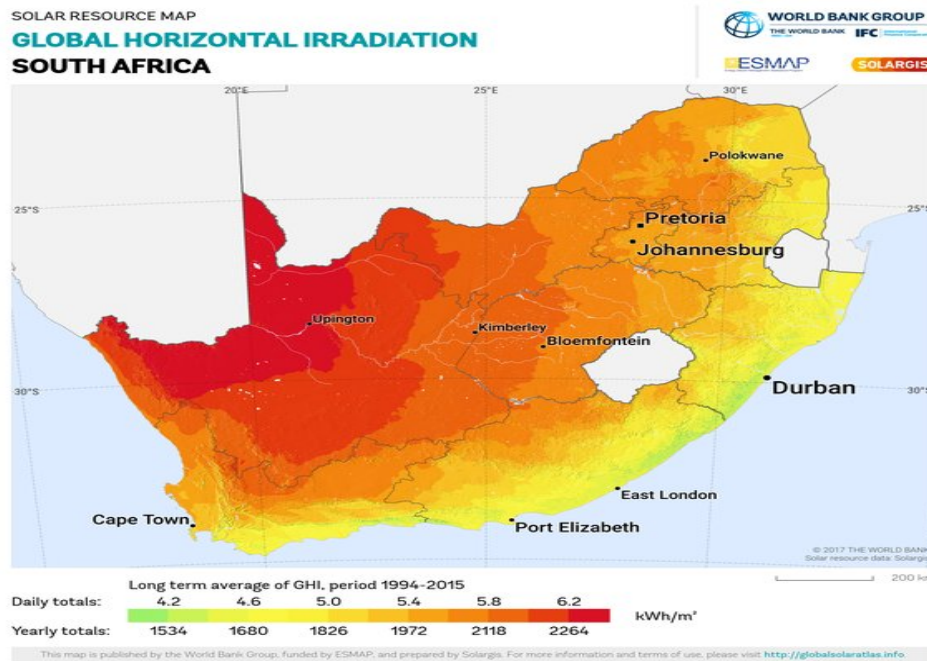 SOLAR RESOURCE MAP
GLOBAL HORIZONTAL IRRADIATION
SOUTH AFRICA
WORLD BANK GROUP
THE WORLD BANK IFC
ESMAP SOLARGIS
20°E 25°E 30°E
Polokwane
25°S 25°S
Pretoria
Johannesburg
Upington
Kimberley
Bloemfontein
30°S 30°S
Durban
East London
Cape Town
Port Elizabeth
© 2017 THE WORLD BANK
Solar resource data: Solargis
200 km
Long term average of GHI, period 1994-2015
Daily totals: 4.2 4.6 5.0 5.4 5.8 6.2
kWh/m²
Yearly totals: 1534 1680 1826 1972 2118 2264
This map is published by the World Bank Group, funded by ESMAP, and prepared by Solargis. For more information and terms of use, please visit http://globalsolaratlas.info.